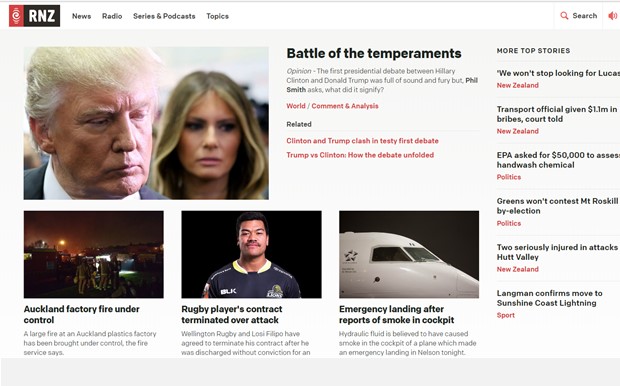 RNZ
News Radio Series & Podcasts Topics
Search
Battle of the temperaments
Opinion - The first presidential debate between Hillary
Clinton and Donald Trump was full of sound and fury but, Phil
Smith asks, what did it signify?
World / Comment & Analysis
Related
Clinton and Trump clash in testy first debate
Trump vs Clinton: How the debate unfolded
MORE TOP STORIES
'We won't stop looking for Lucas
New Zealand
Transport official given $1.1m in
bribes, court told
New Zealand
EPA asked for $50,000 to assess
handwash chemical
Politics
Greens won't contest Mt Roskill
by-election
Politics
Two seriously injured in attacks
Hutt Valley
New Zealand
Langman confirms move to
Sunshine Coast Lightning
Sport
BLK
Auckland factory fire under
control
A large fire at an Auckland plastics factory
has been brought under control, the fire
service says.
Rugby player's contract
terminated over attack
Wellington Rugby and Losi Filipo have
agreed to terminate his contract after he
was discharged without conviction for an
Emergency landing after
reports of smoke in cockpit
Hydraulic fluid is believed to have caused
smoke in the cockpit of a plane which made
an emergency landing in Nelson tonight.